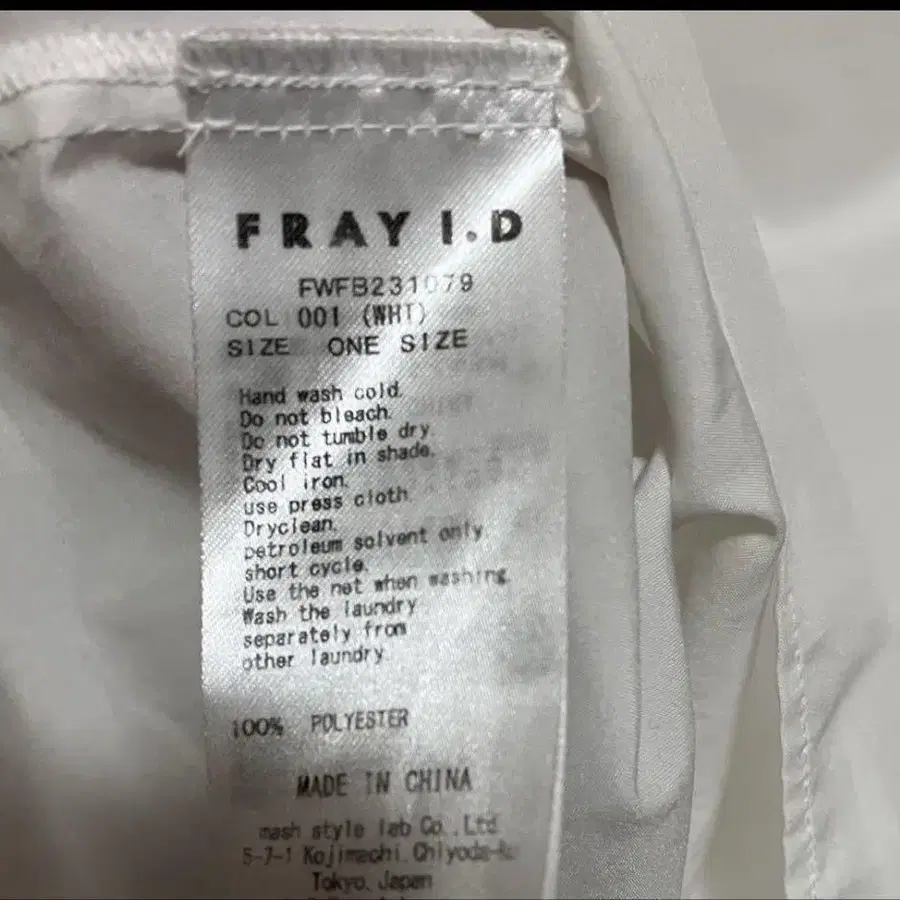 FRAY I.D
FWFB231079
COL 001 (WHT)
SIZE ONE SIZE
Hand wash cold.
Do not bleach.
Do not tumble dry.
Dry flat in shade.
Cool iron.
use press cloth.
Dryclean.
petroleum solvent only.
short cycle.
Use the net when washing.
Wash the laundry
separately from
other laundry.
100% POLYESTER
MADE IN CHINA
mash style lab Co.,Ltd.
5-7-1 Kojimachi,
Tokyo, Japan